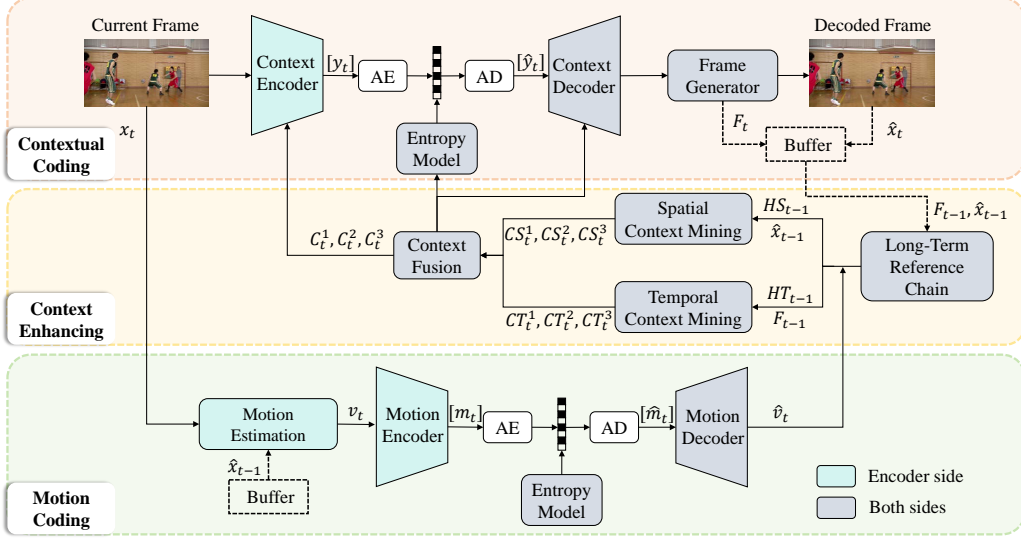 Current Frame
Decoded Frame
Context
Encoder
[y_t]
AE
AD
[ŷ_t]
Context
Decoder
Frame
Generator
x_t
Entropy
Model
F_t
Buffer
x̂_t
Contextual
Coding
C_t^1, C_t^2, C_t^3
Context
Fusion
CS_t^1, CS_t^2, CS_t^3
Spatial
Context Mining
HS_{t-1}
x̂_{t-1}
F_{t-1}, x̂_{t-1}
Long-Term
Reference
Chain
CT_t^1, CT_t^2, CT_t^3
Temporal
Context Mining
HT_{t-1}
F_{t-1}
Context
Enhancing
Motion
Estimation
v_t
Motion
Encoder
[m_t]
AE
AD
[m̂_t]
Motion
Decoder
v̂_t
x̂_{t-1}
Buffer
Entropy
Model
Encoder side
Both sides
Motion
Coding